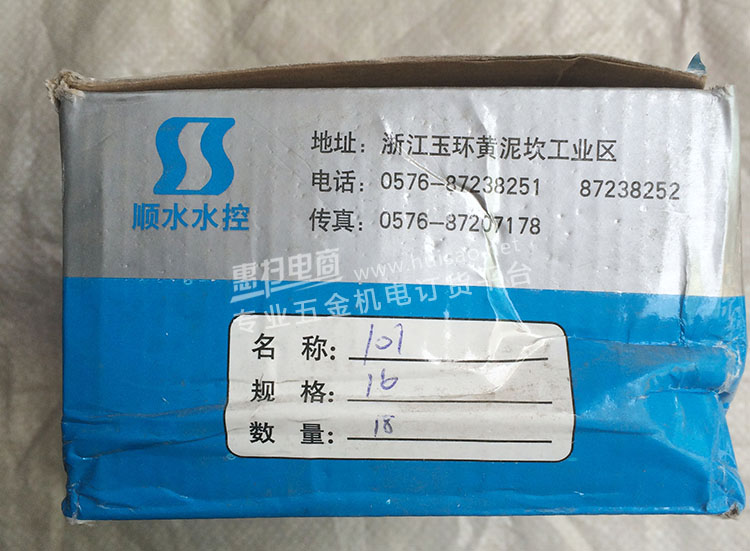 顺水水控
地址：浙江玉环黄泥坎工业区
电话：0576-87238251 87238252
传真：0576-87207178
惠扫电商 www.huicao.net
专业五金机电订货平台
名 称：107
规 格：16
数 量：18